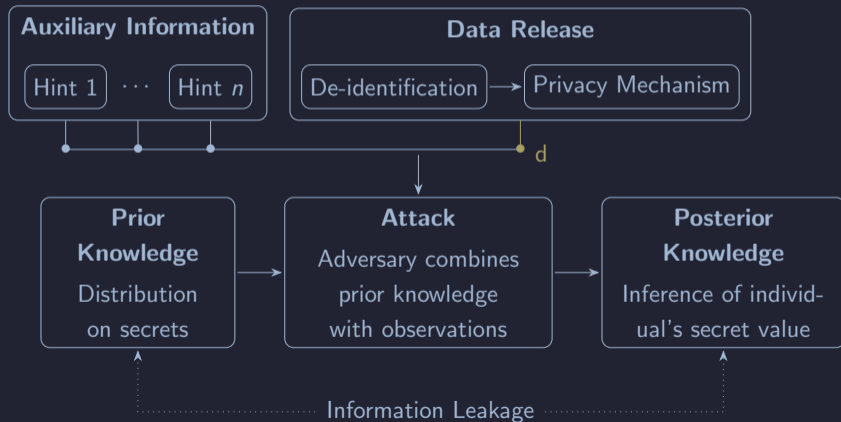 Auxiliary Information
Hint 1 · · · Hint n
Data Release
De-identification
Privacy Mechanism
d
Prior
Knowledge
Distribution
on secrets
Attack
Adversary combines
prior knowledge
with observations
Posterior
Knowledge
Inference of individ-
ual's secret value
Information Leakage